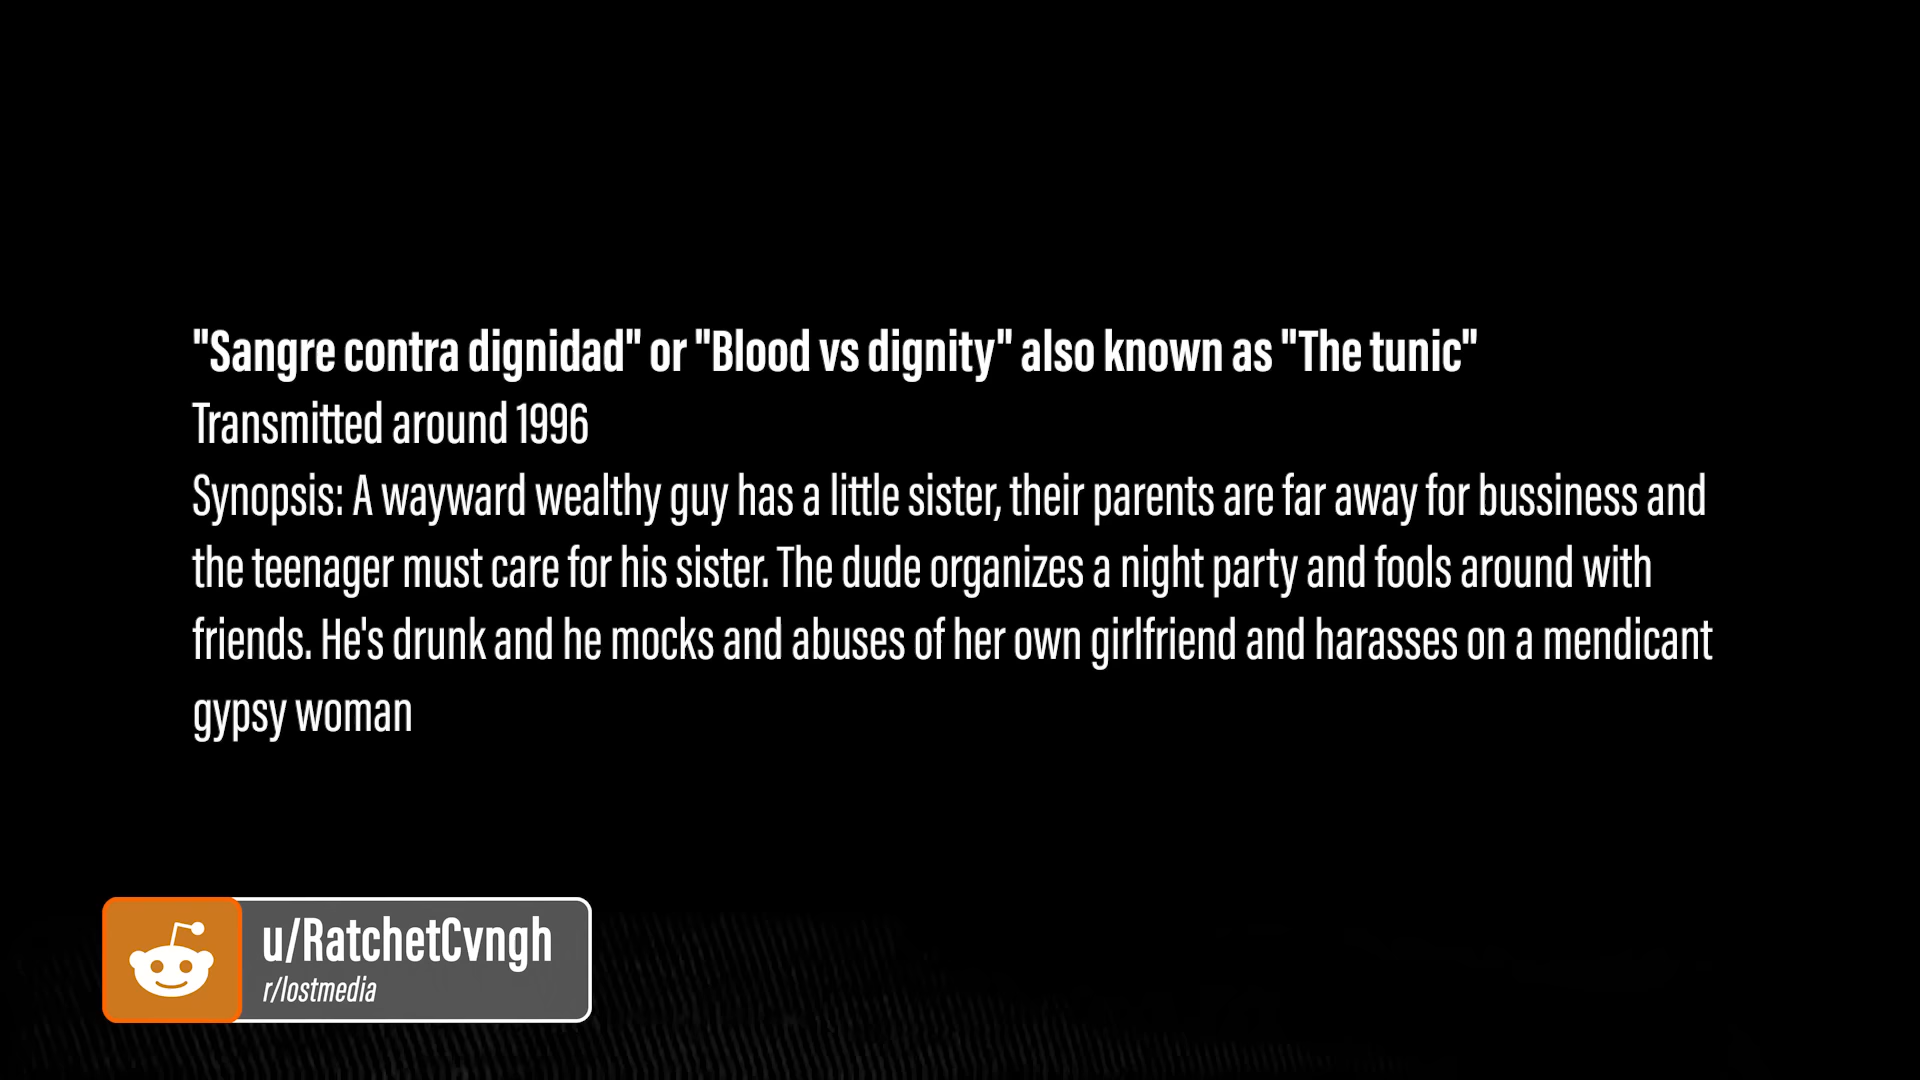 "Sangre contra dignidad" or "Blood vs dignity" also known as "The tunic"
Transmitted around 1996
Synopsis: A wayward wealthy guy has a little sister, their parents are far away for bussiness and
the teenager must care for his sister. The dude organizes a night party and fools around with
friends. He's drunk and he mocks and abuses of her own girlfriend and harasses on a mendicant
gypsy woman
u/RatchetCvngh
r/lostmedia